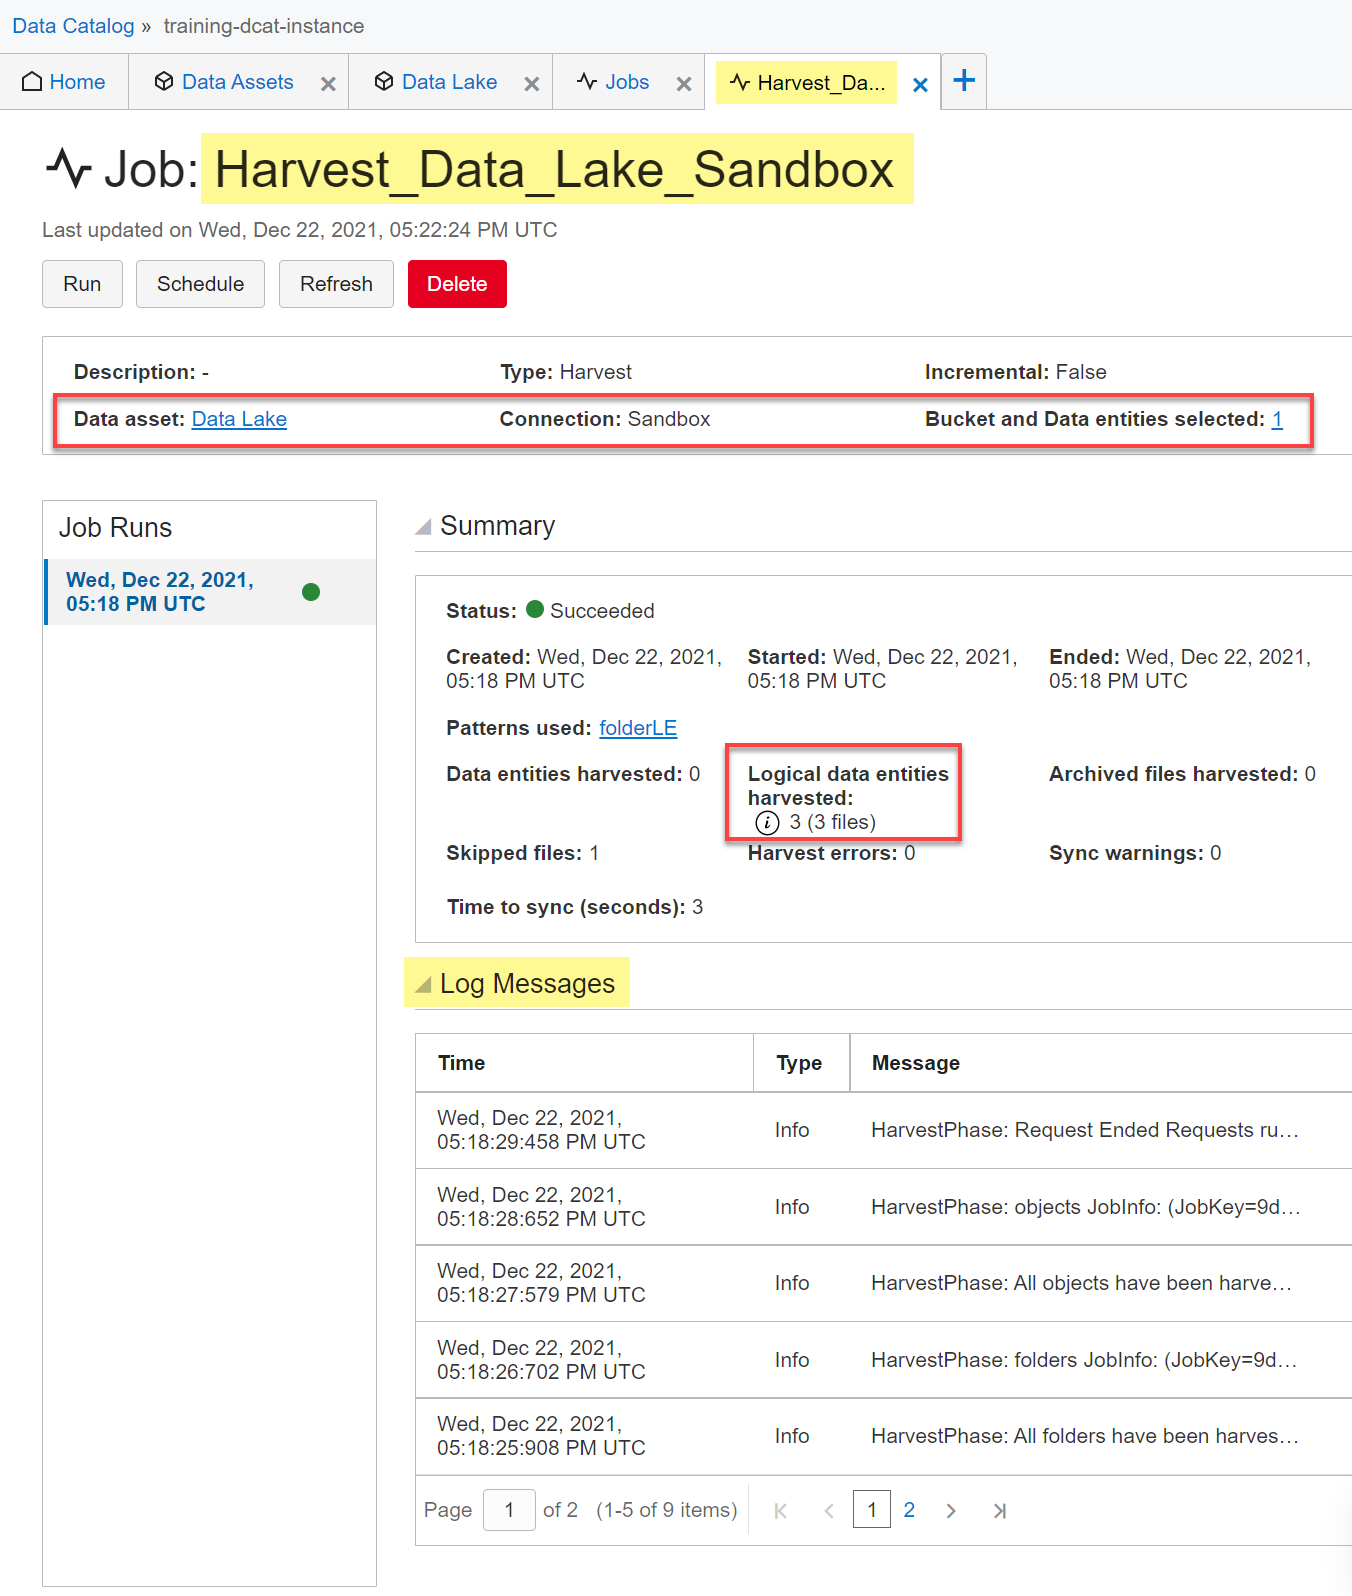 Data Catalog » training-dcat-instance
Home Data Assets Data Lake Jobs Harvest_Da...
Job: Harvest_Data_Lake_Sandbox
Last updated on Wed, Dec 22, 2021, 05:22:24 PM UTC
Run Schedule Refresh Delete
Description: - Type: Harvest Incremental: False
Data asset: Data Lake Connection: Sandbox Bucket and Data entities selected: 1
Job Runs
Wed, Dec 22, 2021,
05:18 PM UTC
Summary
Status: Succeeded
Created: Wed, Dec 22, 2021,
05:18 PM UTC
Started: Wed, Dec 22, 2021,
05:18 PM UTC
Ended: Wed, Dec 22, 2021,
05:18 PM UTC
Patterns used: folderLE
Data entities harvested: 0
Logical data entities
harvested:
i 3 (3 files)
Archived files harvested: 0
Skipped files: 1 Harvest errors: 0 Sync warnings: 0
Time to sync (seconds): 3
Log Messages
Time Type Message
Wed, Dec 22, 2021,
05:18:29:458 PM UTC
Info
HarvestPhase: Request Ended Requests ru...
Wed, Dec 22, 2021,
05:18:28:652 PM UTC
Info
HarvestPhase: objects JobInfo: (JobKey=9d...
Wed, Dec 22, 2021,
05:18:27:579 PM UTC
Info
HarvestPhase: All objects have been harve...
Wed, Dec 22, 2021,
05:18:26:702 PM UTC
Info
HarvestPhase: folders JobInfo: (JobKey=9d...
Wed, Dec 22, 2021,
05:18:25:908 PM UTC
Info
HarvestPhase: All folders have been harves...
Page 1 of 2 (1-5 of 9 items) 1 2